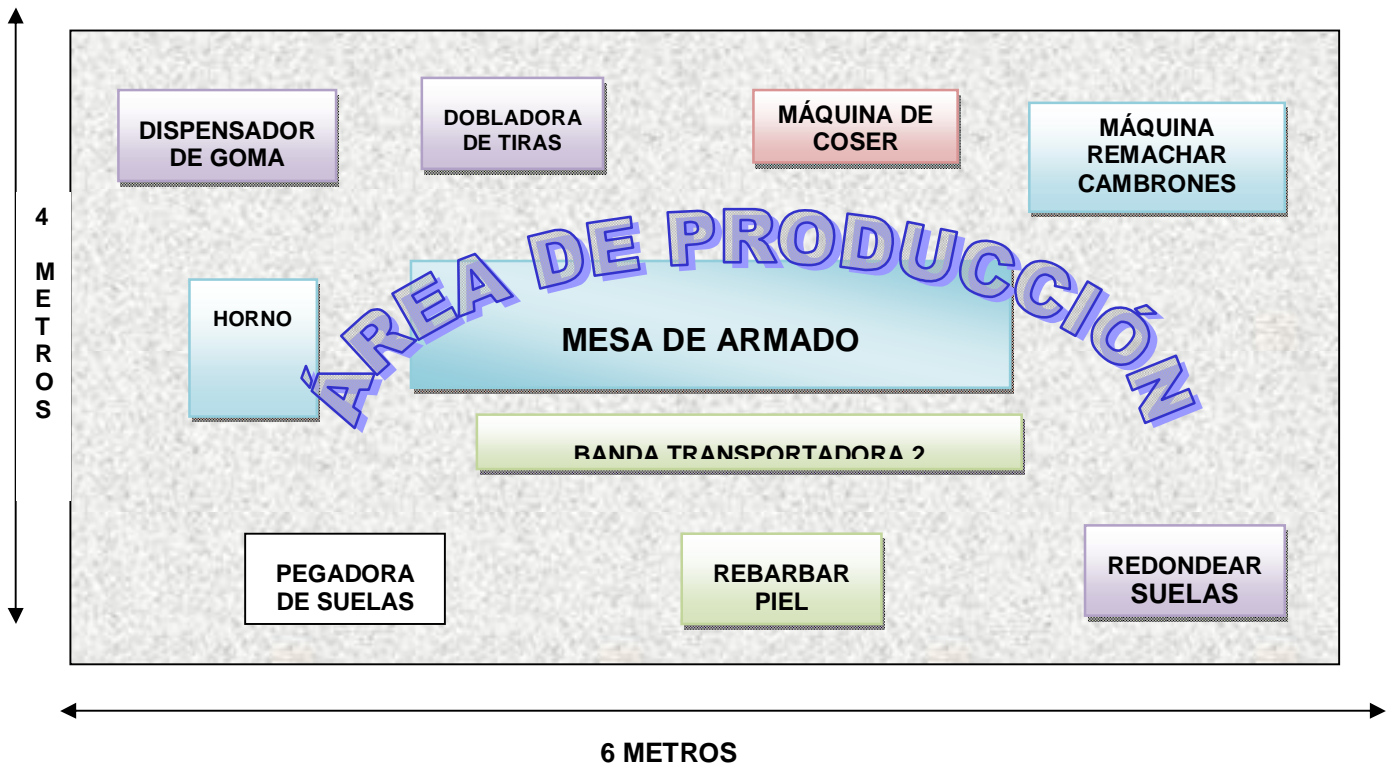 DISPENSADOR
DE GOMA
DOBLADORA
DE TIRAS
MÁQUINA DE
COSER
MÁQUINA
REMACHAR
CAMBRONES
4
METROS
ÁREA DE PRODUCCIÓN
HORNO
MESA DE ARMADO
BANDA TRANSPORTADORA 2
PEGADORA
DE SUELAS
REBARBAR
PIEL
REDONDEAR
SUELAS
6 METROS